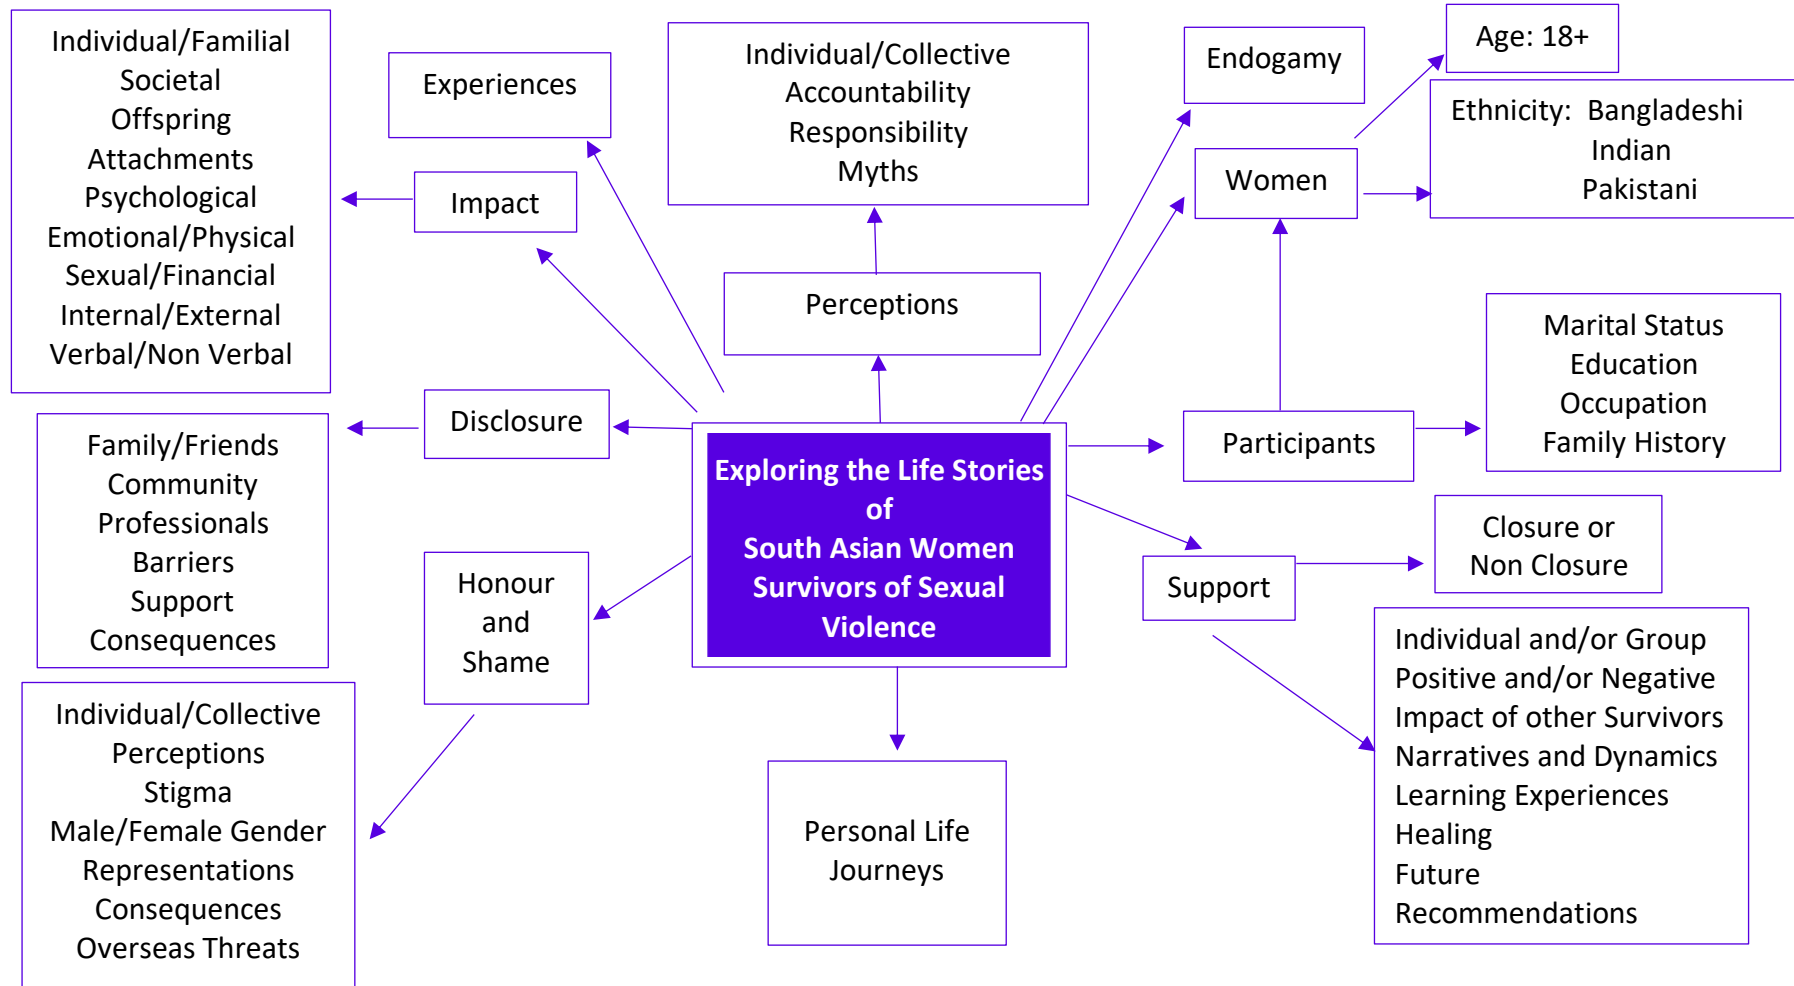 Individual/Familial
Societal
Offspring
Attachments
Psychological
Emotional/Physical
Sexual/Financial
Internal/External
Verbal/Non Verbal
Experiences
Impact
Individual/Collective
Accountability
Responsibility
Myths
Perceptions
Endogamy
Age: 18+
Women
Ethnicity: Bangladeshi
Indian
Pakistani
Marital Status
Education
Occupation
Family History
Participants
Disclosure
Family/Friends
Community
Professionals
Barriers
Support
Consequences
Exploring the Life Stories
of
South Asian Women
Survivors of Sexual
Violence
Closure or
Non Closure
Support
Honour
and
Shame
Individual and/or Group
Positive and/or Negative
Impact of other Survivors
Narratives and Dynamics
Learning Experiences
Healing
Future
Recommendations
Individual/Collective
Perceptions
Stigma
Male/Female Gender
Representations
Consequences
Overseas Threats
Personal Life
Journeys